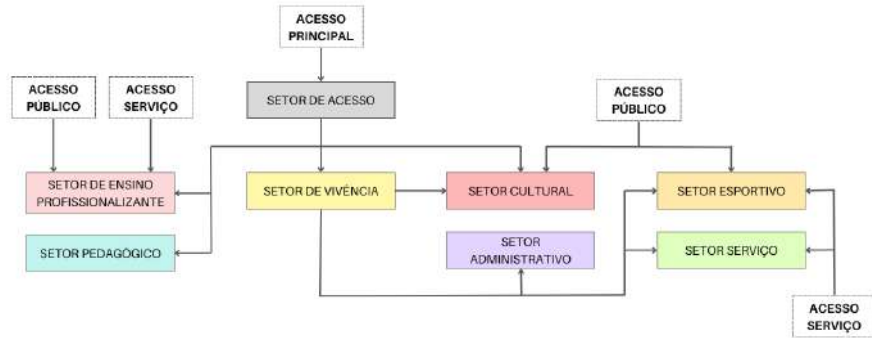 ACESSO
PRINCIPAL
ACESSO
PÚBLICO
ACESSO
SERVIÇO
SETOR DE ACESSO
ACESSO
PÚBLICO
SETOR DE ENSINO
PROFISSIONALIZANTE
SETOR DE VIVÊNCIA
SETOR CULTURAL
SETOR ESPORTIVO
SETOR PEDAGÓGICO
SETOR
ADMINISTRATIVO
SETOR SERVIÇO
ACESSO
SERVIÇO